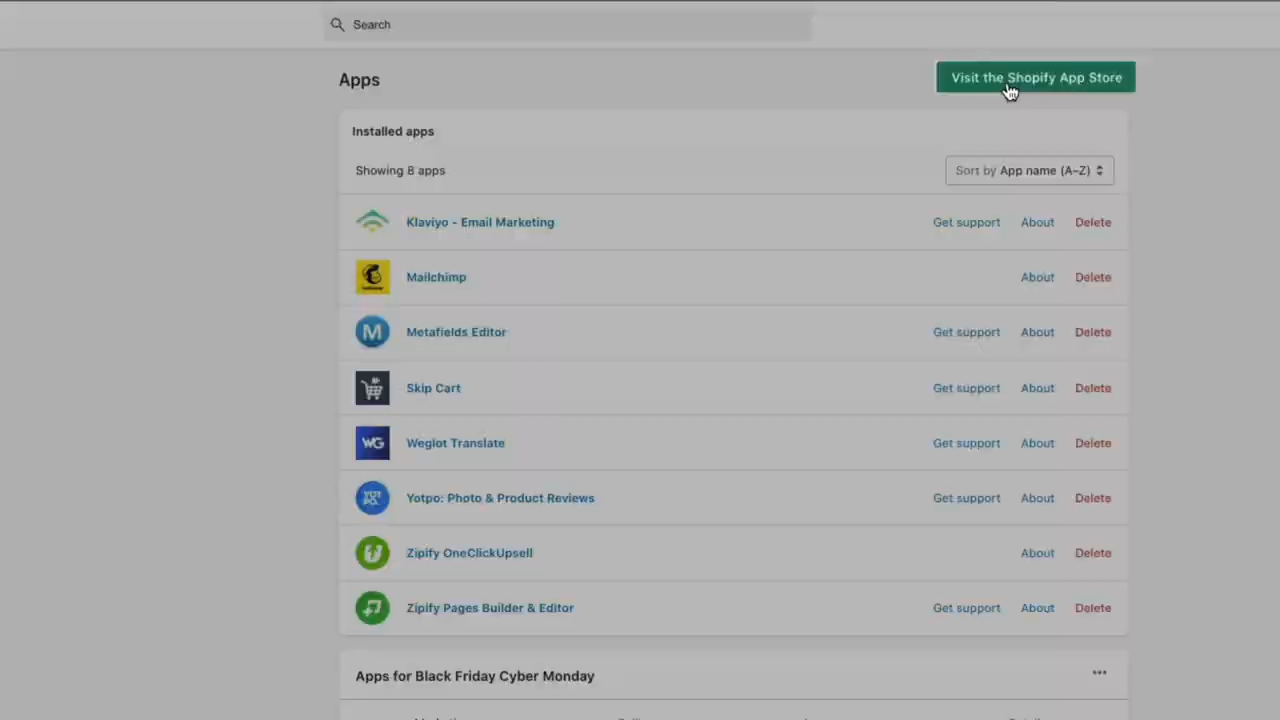 Search
Apps
Visit the Shopify App Store
Installed apps
Showing 8 apps
Sort by App name (A–Z)
Klaviyo - Email Marketing Get support About Delete
Mailchimp About Delete
M Metafields Editor Get support About Delete
Skip Cart Get support About Delete
WG Weglot Translate Get support About Delete
YOT PO. Yotpo: Photo & Product Reviews Get support About Delete
Zipify OneClickUpsell About Delete
Zipify Pages Builder & Editor Get support About Delete
Apps for Black Friday Cyber Monday